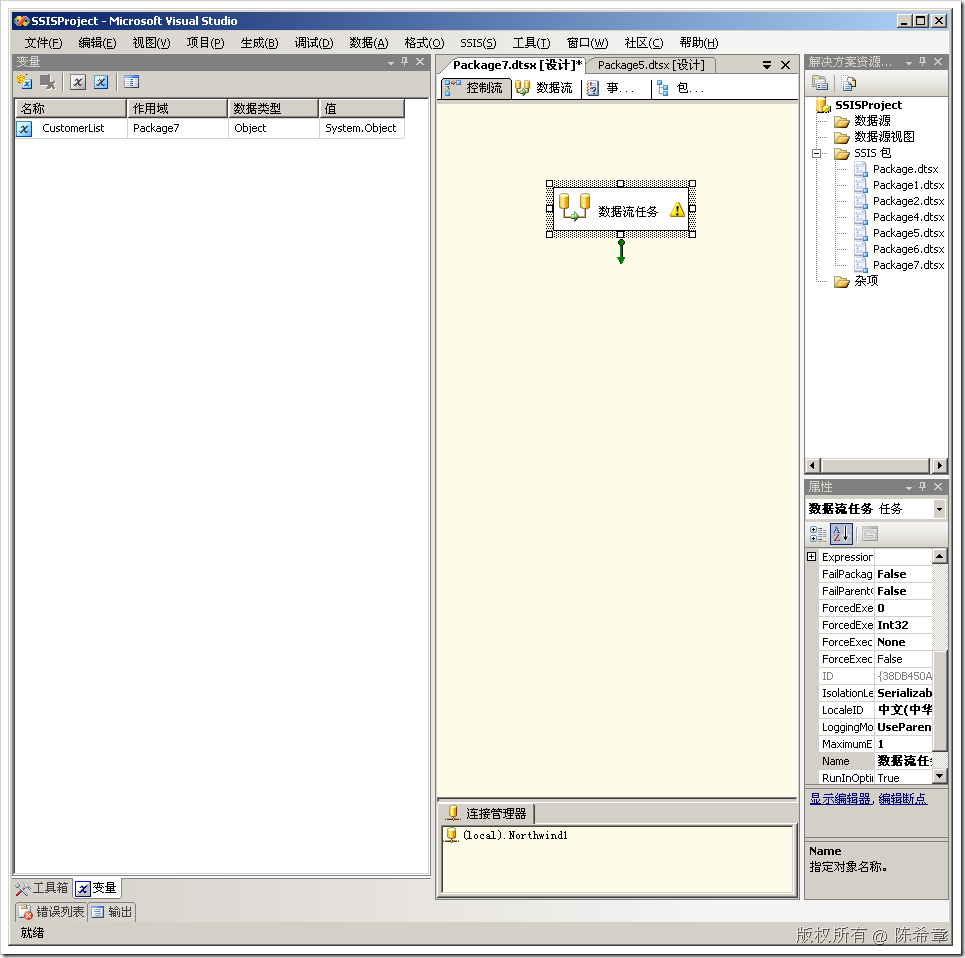 SSISProject - Microsoft Visual Studio
文件(F) 编辑(E) 视图(V) 项目(P) 生成(B) 调试(D) 数据(A) 格式(O) SSIS(S) 工具(T) 窗口(W) 社区(C) 帮助(H)
变量
名称 作用域 数据类型 值
CustomerList Package7 Object System.Object
工具箱 变量
错误列表 输出
就绪
Package7.dtsx [设计]* Package5.dtsx [设计]
控制流 数据流 事... 包...
数据流任务
连接管理器
(local).Northwind1
解决方案资源...
SSISProject
数据源
数据源视图
SSIS 包
Package.dtsx
Package1.dtsx
Package2.dtsx
Package4.dtsx
Package5.dtsx
Package6.dtsx
Package7.dtsx
杂项
属性
数据流任务 任务
Expression
FailPackag False
FailParent False
ForcedExe 0
ForcedExe Int32
ForceExec None
ForceExec False
ID {38DB450A
IsolationLe Serializab
LocaleID 中文(中华
LoggingMo UseParen
MaximumE 1
Name 数据流任务
RunInOpti True
显示编辑器, 编辑断点
Name
指定对象名称。
版权所有 @ 陈希章